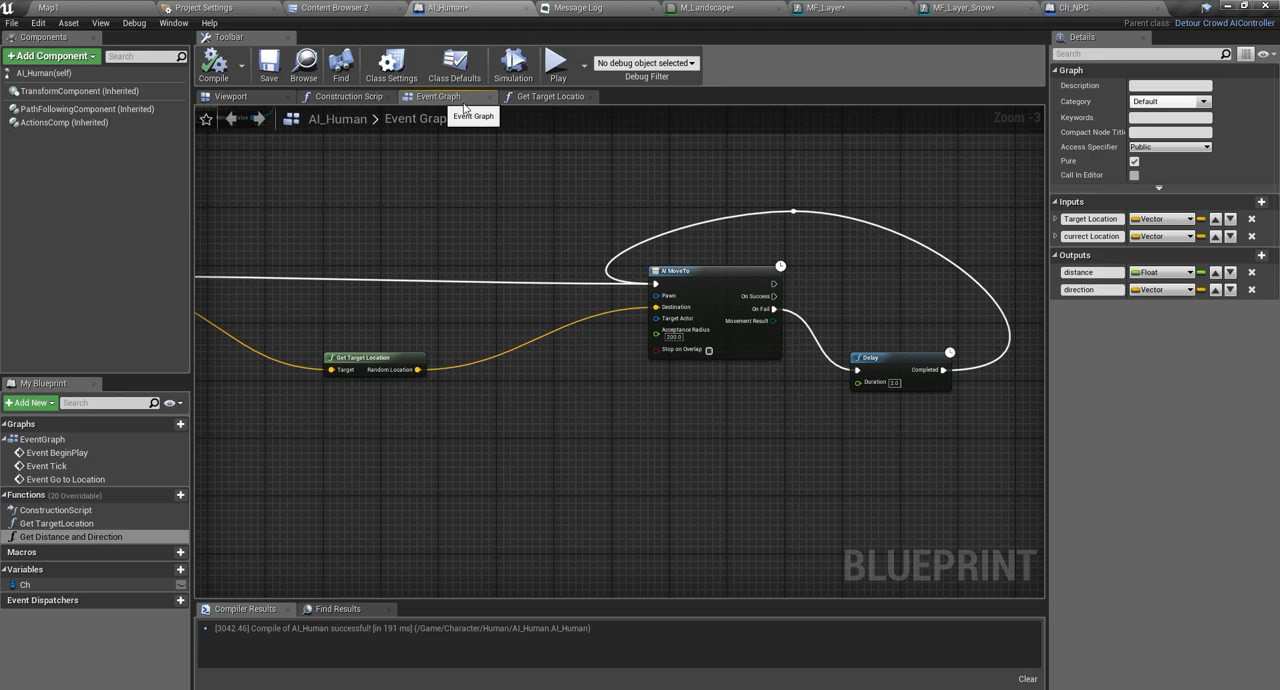 Map1
Project Settings
Content Browser 2
AI_Human*
Message Log
M_Landscape*
MF_Layer*
MF_Layer_Snow*
Ch_NPC
File
Edit
Asset
View
Debug
Window
Help
Parent class: Detour Crowd AIController
Components
+ Add Component
Search
AI_Human(self)
TransformComponent (Inherited)
PathFollowingComponent (Inherited)
ActionsComp (Inherited)
Toolbar
Compile
Save
Browse
Find
Class Settings
Class Defaults
Simulation
Play
No debug object selected
Debug Filter
Viewport
Construction Scrip
Event Graph
Get Target Locatio
AI_Human > Event Grap
Event Graph
Zoom -3
AI MoveTo
Pawn
On Success
Destination
On Fail
Target Actor
Movement Result
Acceptance Radius
200.0
Stop on Overlap
Get Target Location
Target
Random Location
Delay
Completed
Duration 2.0
BLUEPRINT
My Blueprint
+ Add New
Search
Graphs
EventGraph
Event BeginPlay
Event Tick
Event Go to Location
Functions (20 Overridable)
ConstructionScript
Get TargetLocation
Get Distance and Direction
Macros
Variables
Ch
Event Dispatchers
Compiler Results
Find Results
[3042.46] Compile of AI_Human successful! [in 191 ms] (/Game/Character/Human/AI_Human.AI_Human)
Clear
Details
Search
Graph
Description
Category
Default
Keywords
Compact Node Titl
Access Specifier
Public
Pure
Call In Editor
Inputs
Target Location
Vector
currect Location
Vector
Outputs
distance
Float
direction
Vector